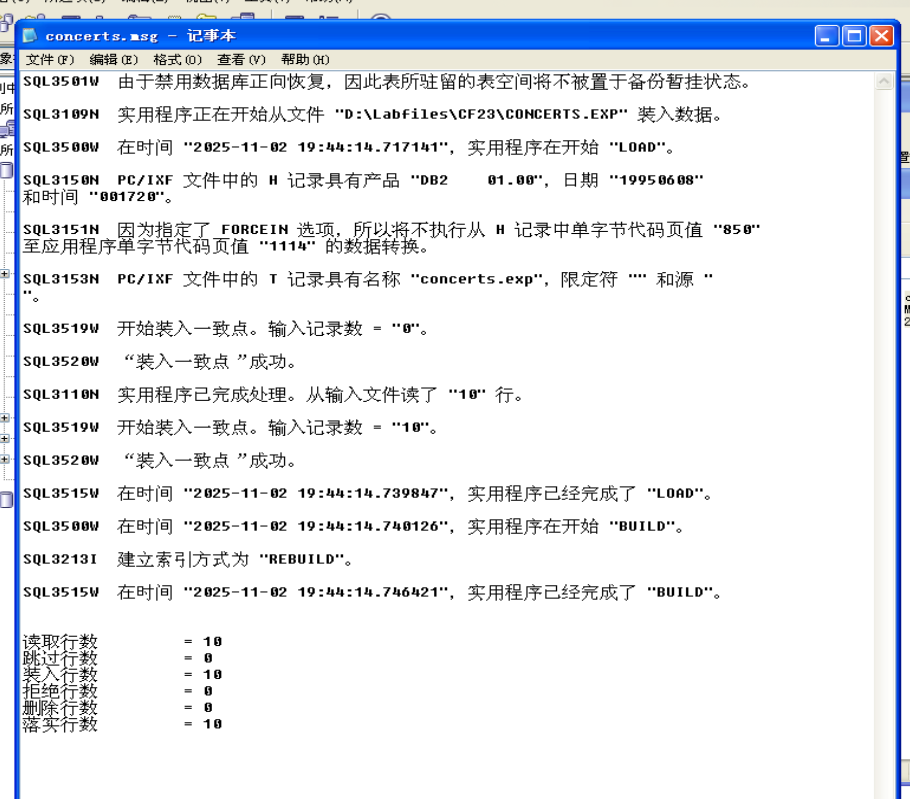 concerts.msg - 记事本
文件(F) 编辑(E) 格式(O) 查看(V) 帮助(H)
SQL3501W 由于禁用数据库正向恢复，因此表所驻留的表空间将不被置于备份暂挂状态。
SQL3109N 实用程序正在开始从文件 "D:\Labfiles\CF23\CONCERTS.EXP" 装入数据。
SQL3500W 在时间 "2025-11-02 19:44:14.717141"，实用程序在开始 "LOAD"。
SQL3150N PC/IXF 文件中的 H 记录具有产品 "DB2    01.00"，日期 "19950608"
和时间 "001720"。
SQL3151N 因为指定了 FORCEIN 选项，所以将不执行从 H 记录中单字节代码页值 "850"
至应用程序单字节代码页值 "1114" 的数据转换。
SQL3153N PC/IXF 文件中的 T 记录具有名称 "concerts.exp"，限定符 "" 和源 "
"。
SQL3519W 开始装入一致点。输入记录数 = "0"。
SQL3520W “装入一致点 ”成功。
SQL3110N 实用程序已完成处理。从输入文件读了 "10" 行。
SQL3519W 开始装入一致点。输入记录数 = "10"。
SQL3520W “装入一致点 ”成功。
SQL3515W 在时间 "2025-11-02 19:44:14.739847"，实用程序已经完成了 "LOAD"。
SQL3500W 在时间 "2025-11-02 19:44:14.740126"，实用程序在开始 "BUILD"。
SQL3213I 建立索引方式为 "REBUILD"。
SQL3515W 在时间 "2025-11-02 19:44:14.746421"，实用程序已经完成了 "BUILD"。
读取行数 = 10
跳过行数 = 0
装入行数 = 10
拒绝行数 = 0
删除行数 = 0
落实行数 = 10